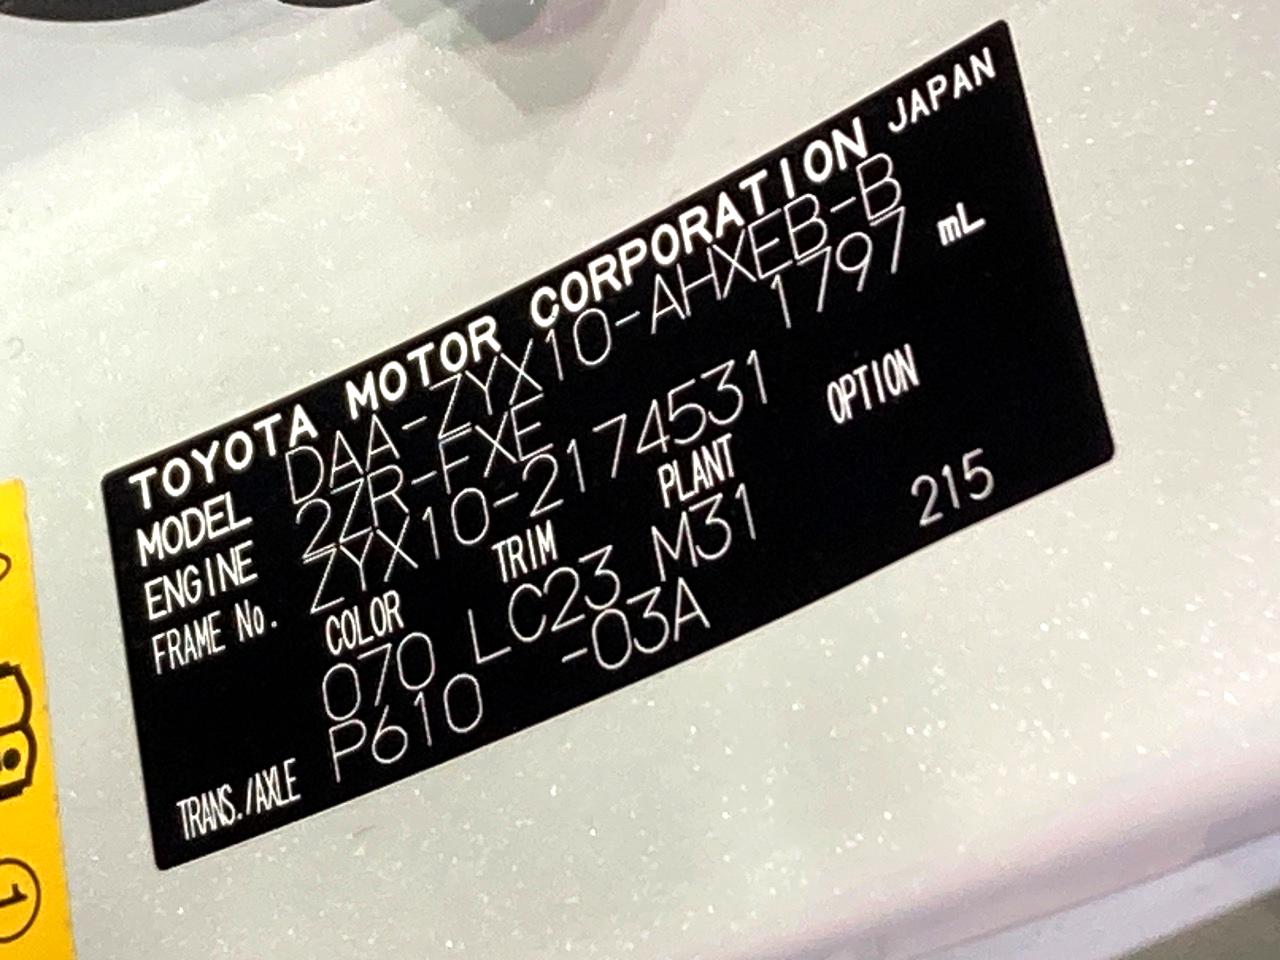 TOYOTA MOTOR CORPORATION JAPAN
MODEL DAA-ZYX10-AHXEB-B
ENGINE 2ZR-FXE 1797 mL
FRAME No. ZYX10-2174531
COLOR TRIM PLANT OPTION
070 LC23 M31 215
TRANS./AXLE P610 -03A
1